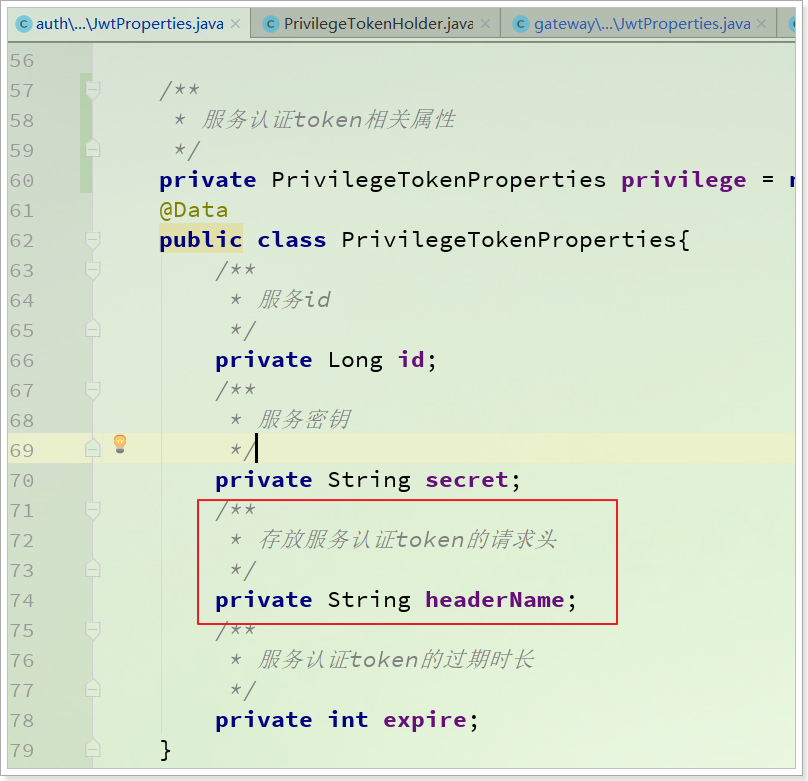 auth\...\JwtProperties.java PrivilegeTokenHolder.java gateway\...\JwtProperties.java
56
57 /**
58 * 服务认证token相关属性
59 */
60 private PrivilegeTokenProperties privilege =
61 @Data
62 public class PrivilegeTokenProperties{
63 /**
64 * 服务id
65 */
66 private Long id;
67 /**
68 * 服务密钥
69 */
70 private String secret;
71 /**
72 * 存放服务认证token的请求头
73 */
74 private String headerName;
75 /**
76 * 服务认证token的过期时长
77 */
78 private int expire;
79 }